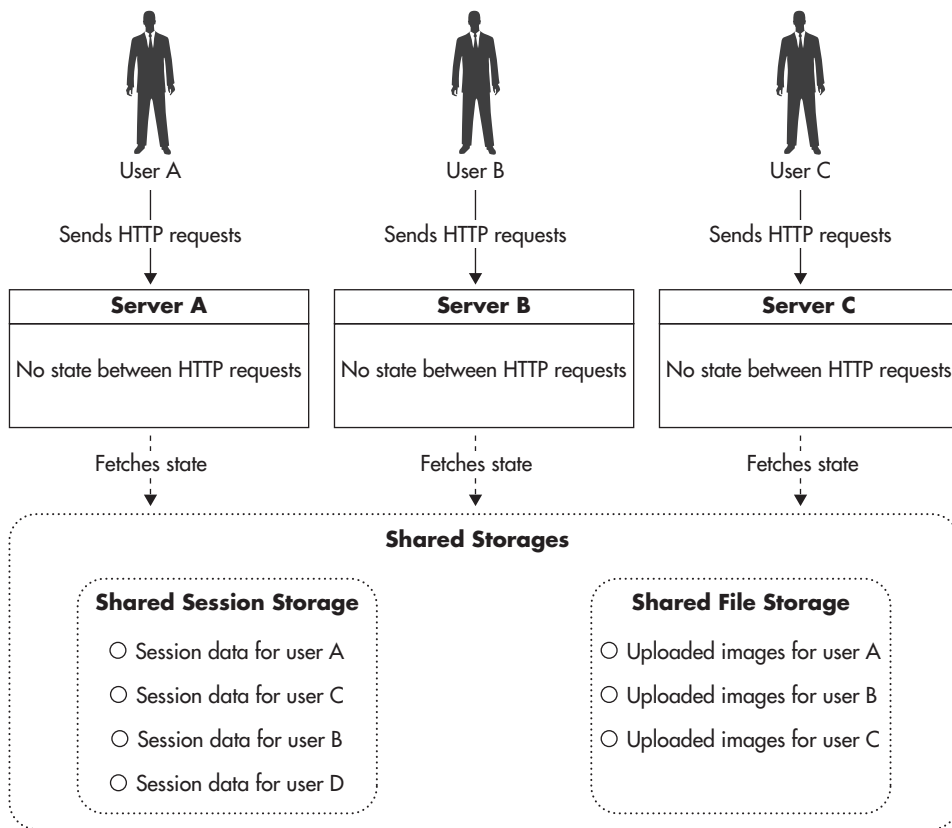 User A
User B
User C
Sends HTTP requests
Sends HTTP requests
Sends HTTP requests
Server A
Server B
Server C
No state between HTTP requests
No state between HTTP requests
No state between HTTP requests
Fetches state
Fetches state
Fetches state
Shared Storages
Shared Session Storage
Session data for user A
Session data for user C
Session data for user B
Session data for user D
Shared File Storage
Uploaded images for user A
Uploaded images for user B
Uploaded images for user C